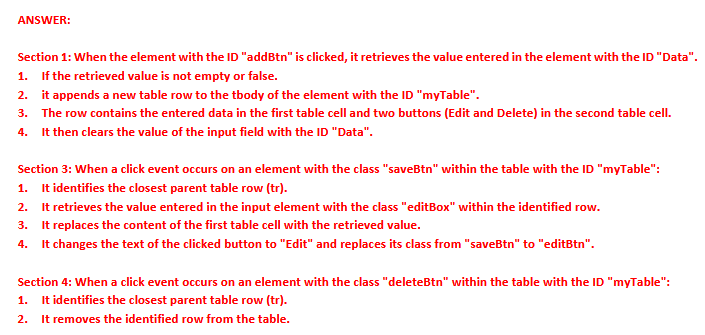 ANSWER:
Section 1: When the element with the ID "addBtn" is clicked, it retrieves the value entered in the element with the ID "Data".
1. If the retrieved value is not empty or false.
2. it appends a new table row to the tbody of the element with the ID "myTable".
3. The row contains the entered data in the first table cell and two buttons (Edit and Delete) in the second table cell.
4. It then clears the value of the input field with the ID "Data".
Section 3: When a click event occurs on an element with the class "saveBtn" within the table with the ID "myTable":
1. It identifies the closest parent table row (tr).
2. It retrieves the value entered in the input element with the class "editBox" within the identified row.
3. It replaces the content of the first table cell with the retrieved value.
4. It changes the text of the clicked button to "Edit" and replaces its class from "saveBtn" to "editBtn".
Section 4: When a click event occurs on an element with the class "deleteBtn" within the table with the ID "myTable":
1. It identifies the closest parent table row (tr).
2. It removes the identified row from the table.